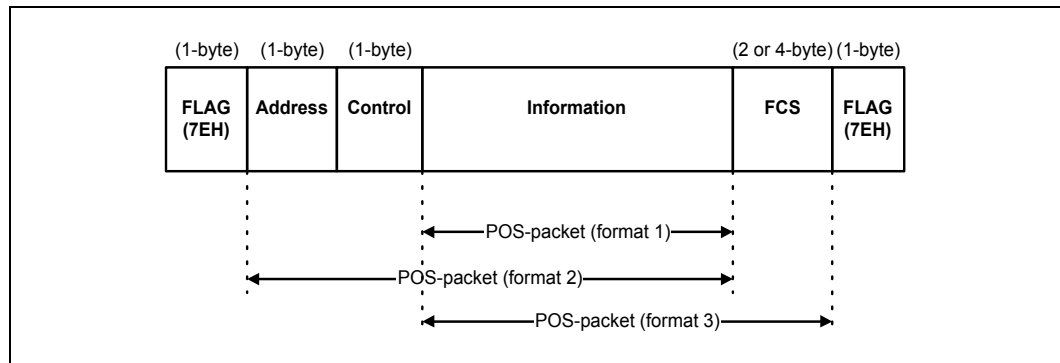 (1-byte) (1-byte) (1-byte) (2 or 4-byte) (1-byte)
FLAG Address Control Information FCS FLAG
(7EH) (7EH)
POS-packet (format 1)
POS-packet (format 2)
POS-packet (format 3)